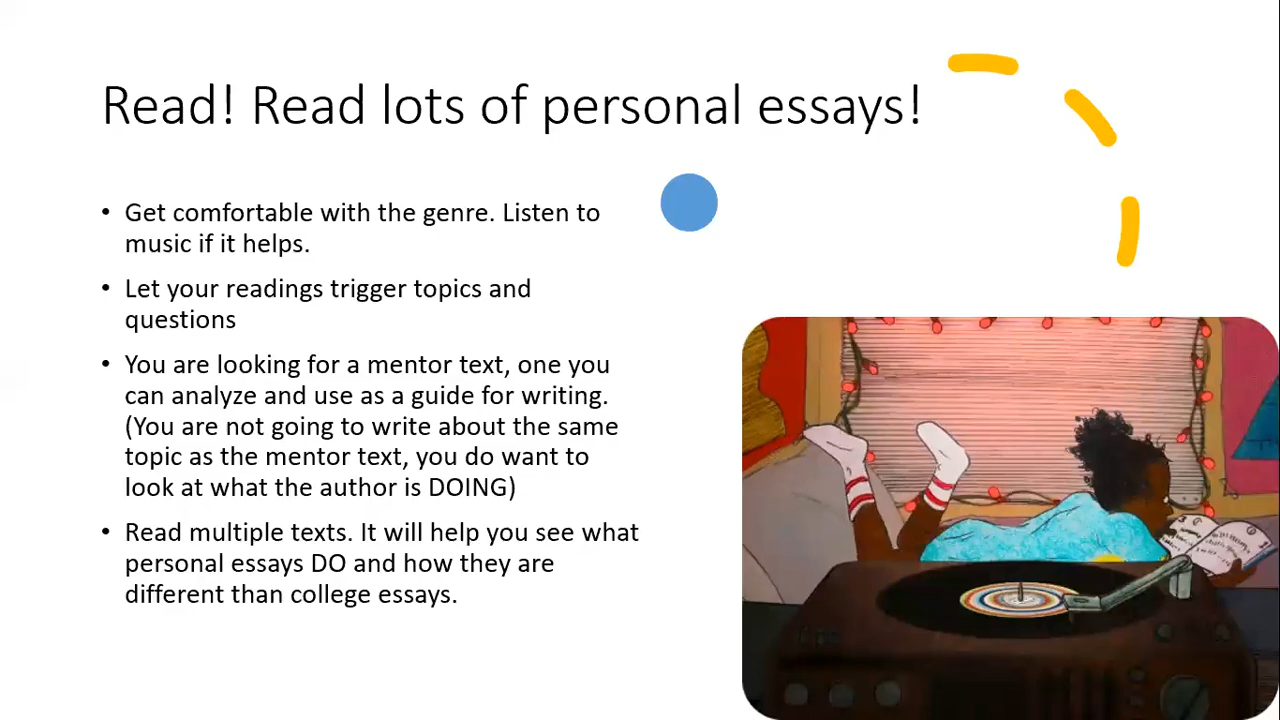 Read! Read lots of personal essays!
• Get comfortable with the genre. Listen to
music if it helps.
• Let your readings trigger topics and
questions
• You are looking for a mentor text, one you
can analyze and use as a guide for writing.
(You are not going to write about the same
topic as the mentor text, you do want to
look at what the author is DOING)
• Read multiple texts. It will help you see what
personal essays DO and how they are
different than college essays.